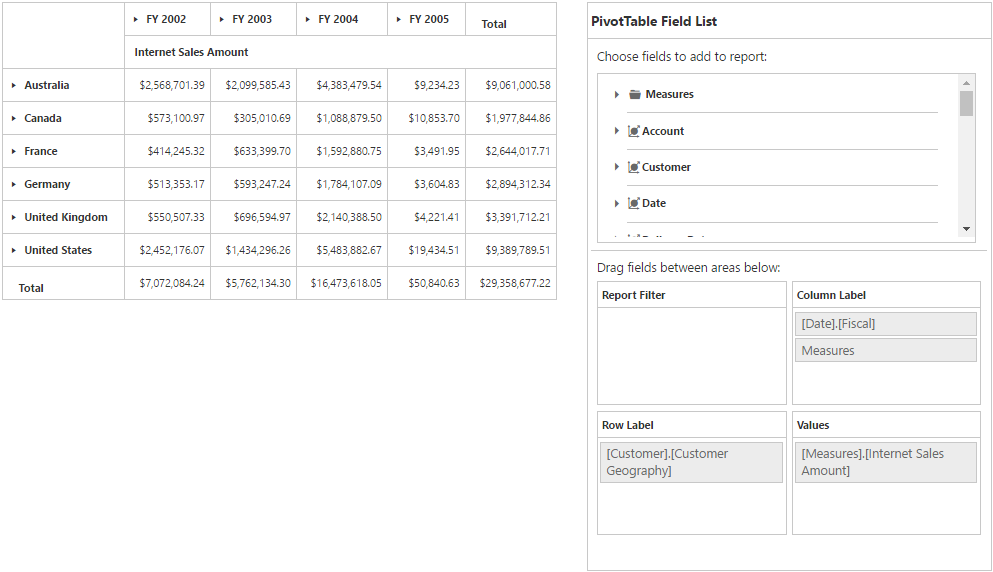 FY 2002 FY 2003 FY 2004 FY 2005 Total
Internet Sales Amount
Australia $2,568,701.39 $2,099,585.43 $4,383,479.54 $9,234.23 $9,061,000.58
Canada $573,100.97 $305,010.69 $1,088,879.50 $10,853.70 $1,977,844.86
France $414,245.32 $633,399.70 $1,592,880.75 $3,491.95 $2,644,017.71
Germany $513,353.17 $593,247.24 $1,784,107.09 $3,604.83 $2,894,312.34
United Kingdom $550,507.33 $696,594.97 $2,140,388.50 $4,221.41 $3,391,712.21
United States $2,452,176.07 $1,434,296.26 $5,483,882.67 $19,434.51 $9,389,789.51
Total $7,072,084.24 $5,762,134.30 $16,473,618.05 $50,840.63 $29,358,677.22
PivotTable Field List
Choose fields to add to report:
Measures
Account
Customer
Date
Drag fields between areas below:
Report Filter
Column Label
[Date].[Fiscal]
Measures
Row Label
[Customer].[Customer
Geography]
Values
[Measures].[Internet Sales
Amount]